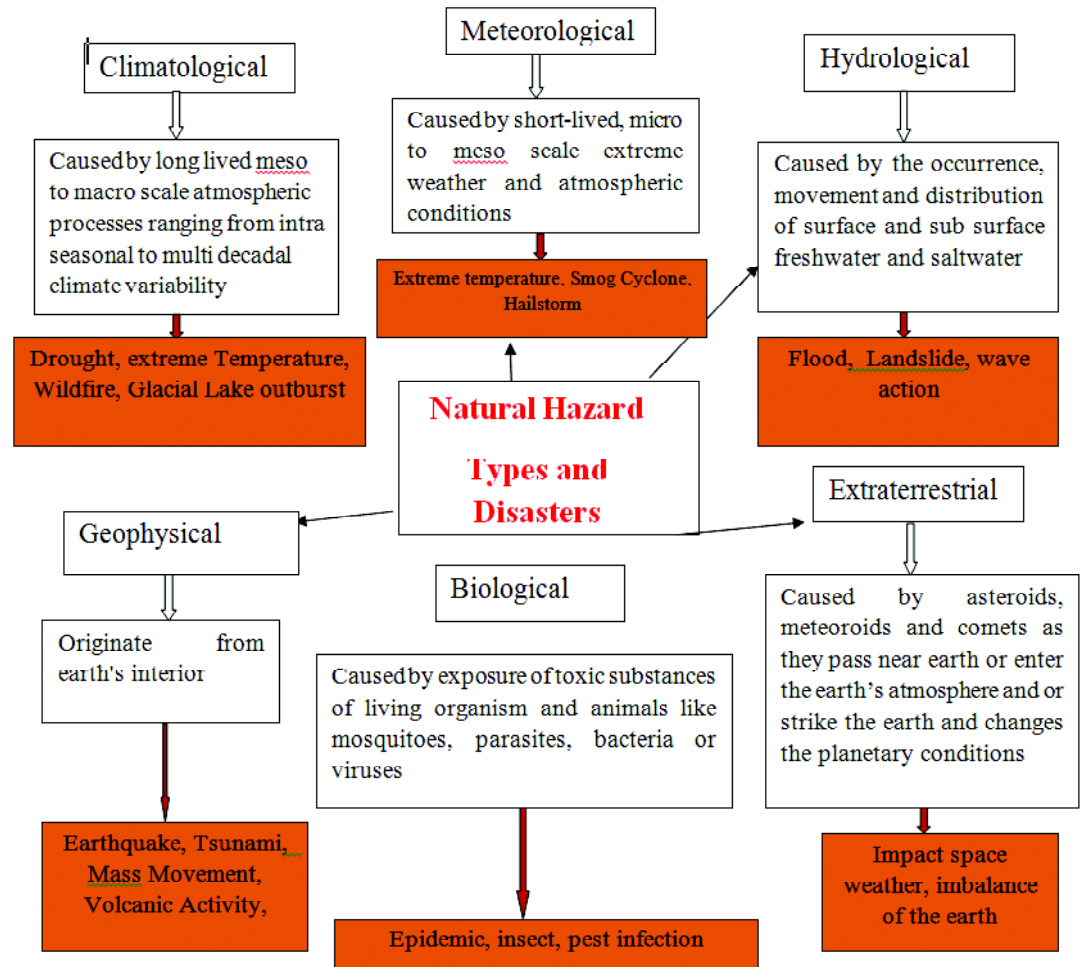 Climatological
Caused by long lived meso
to macro scale atmospheric
processes ranging from intra
seasonal to multi decadal
climate variability
Drought, extreme Temperature,
Wildfire, Glacial Lake outburst
Meteorological
Caused by short-lived, micro
to meso scale extreme
weather and atmospheric
conditions
Extreme temperature, Smog Cyclone,
Hailstorm
Hydrological
Caused by the occurrence,
movement and distribution
of surface and sub surface
freshwater and saltwater
Flood, Landslide, wave
action
Natural Hazard
Types and
Disasters
Geophysical
Originate from
earth's interior
Earthquake, Tsunami,
Mass Movement,
Volcanic Activity,
Biological
Caused by exposure of toxic substances
of living organism and animals like
mosquitoes, parasites, bacteria or
viruses
Epidemic, insect, pest infection
Extraterrestrial
Caused by asteroids,
meteoroids and comets as
they pass near earth or enter
the earth’s atmosphere and or
strike the earth and changes
the planetary conditions
Impact space
weather, imbalance
of the earth